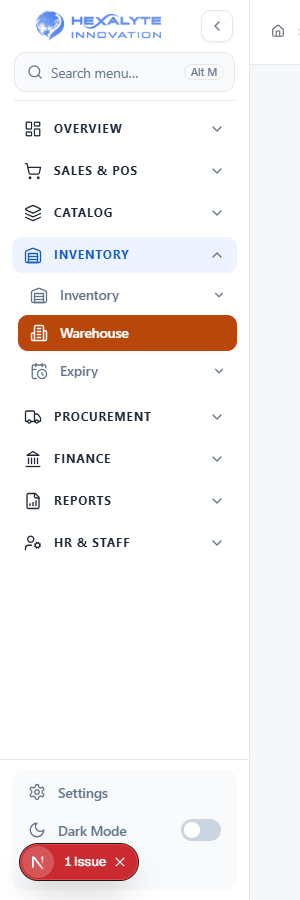 HEXALYTE
INNOVATION
Search menu...
Alt M
OVERVIEW
SALES & POS
CATALOG
INVENTORY
Inventory
Warehouse
Expiry
PROCUREMENT
FINANCE
REPORTS
HR & STAFF
Settings
Dark Mode
N
1 Issue